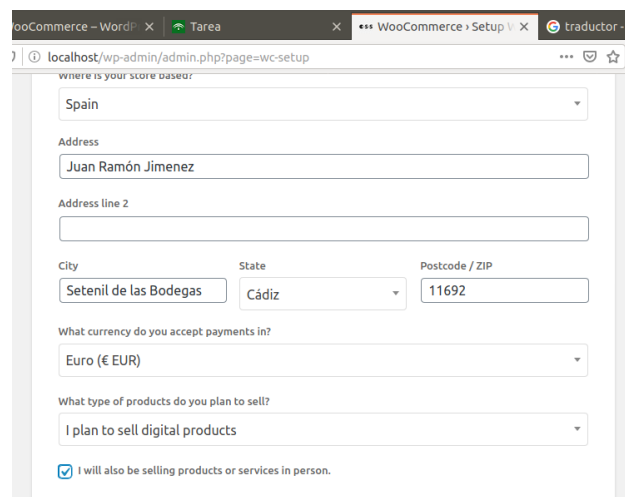 ooCommerce – WordP Tarea WooCommerce › Setup W traductor -
localhost/wp-admin/admin.php?page=wc-setup
Where is your store based?
Spain
Address
Juan Ramón Jimenez
Address line 2
City State Postcode / ZIP
Setenil de las Bodegas Cádiz 11692
What currency do you accept payments in?
Euro (€ EUR)
What type of products do you plan to sell?
I plan to sell digital products
I will also be selling products or services in person.